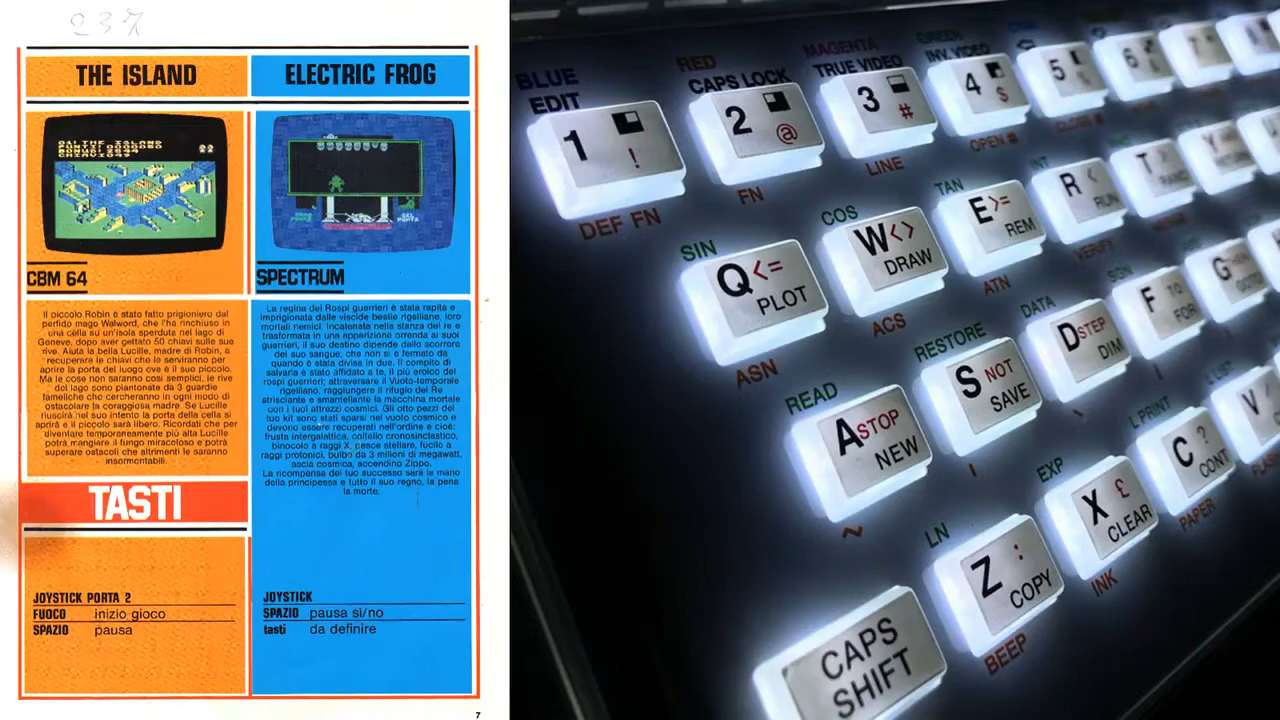 237
THE ISLAND
ELECTRIC FROG
CBM 64
SPECTRUM
Il piccolo Robin è stato fatto prigioniero dal
perfido mago Walword, che l'ha rinchiuso in
una cella su un'isola sperduta nel lago di
Geneve, dopo aver gettato 50 chiavi sulle sue
rive. Aiuta la bella Lucille, madre di Robin, a
recuperare le chiavi che le serviranno per
aprire la porta del luogo ove è il suo piccolo.
Ma le cose non saranno così semplici, le rive
del lago sono piantonate da 3 guardie
fameliche che cercheranno in ogni modo di
ostacolare la coraggiosa madre. Se Lucille
riuscirà nel suo intento la porta della cella si
aprirà e il piccolo sarà libero. Ricordati che per
diventare temporaneamente più alta Lucille
potrà mangiare il fungo miracoloso e potrà
superare ostacoli che altrimenti le saranno
insormontabili.
La regina dei Rospi guerrieri è stata rapita e
imprigionata dalle viscide bestie rigelliane, loro
mortali nemici. Incatenata nella stanza del re e
trasformata in una apparizione orrenda ai suoi
guerrieri, il suo destino dipende dallo scorrere
del suo sangue, che non si è fermato da
quando è stata divisa in due. Il compito di
salvarla è stato affidato a te, il più eroico dei
rospi guerrieri; attraversare il Vuoto-temporale
rigelliano, raggiungere il rifugio del Re
strisciante e smantellarne la macchina mortale
con i tuoi attrezzi cosmici. Gli otto pezzi del
tuo kit sono stati sparsi nel vuoto cosmico e
devono essere recuperati nell'ordine e cioè:
frusta intergalattica, coltello cronosinclastico,
binocolo a raggi X, pesce stellare, fucile a
raggi protonici, bulbo da 3 milioni di megawatt,
ascia cosmica, accendino Zippo.
La ricompensa del tuo successo sarà la mano
della principessa e tutto il suo regno, la pena
la morte.
TASTI
JOYSTICK PORTA 2
FUOCO inizio gioco
SPAZIO pausa
JOYSTICK
SPAZIO pausa si/no
tasti da definire
7
BLUE RED MAGENTA GREEN
EDIT CAPS LOCK TRUE VIDEO INV. VIDEO
1 ! 2 @ 3 # 4 $ 5 6
DEF FN FN LINE OPEN # CLOSE #
SIN COS TAN INT
Q <= PLOT W <> DRAW E >= REM R < RUN T > RAND Y
ASN ACS ATN VERIFY
READ RESTORE DATA SGN
A STOP NEW S NOT SAVE D STEP DIM F TO FOR G
~ |
LN EXP L PRINT L LIST
CAPS SHIFT Z : COPY X £ CLEAR C ? CONT V /
BEEP INK PAPER